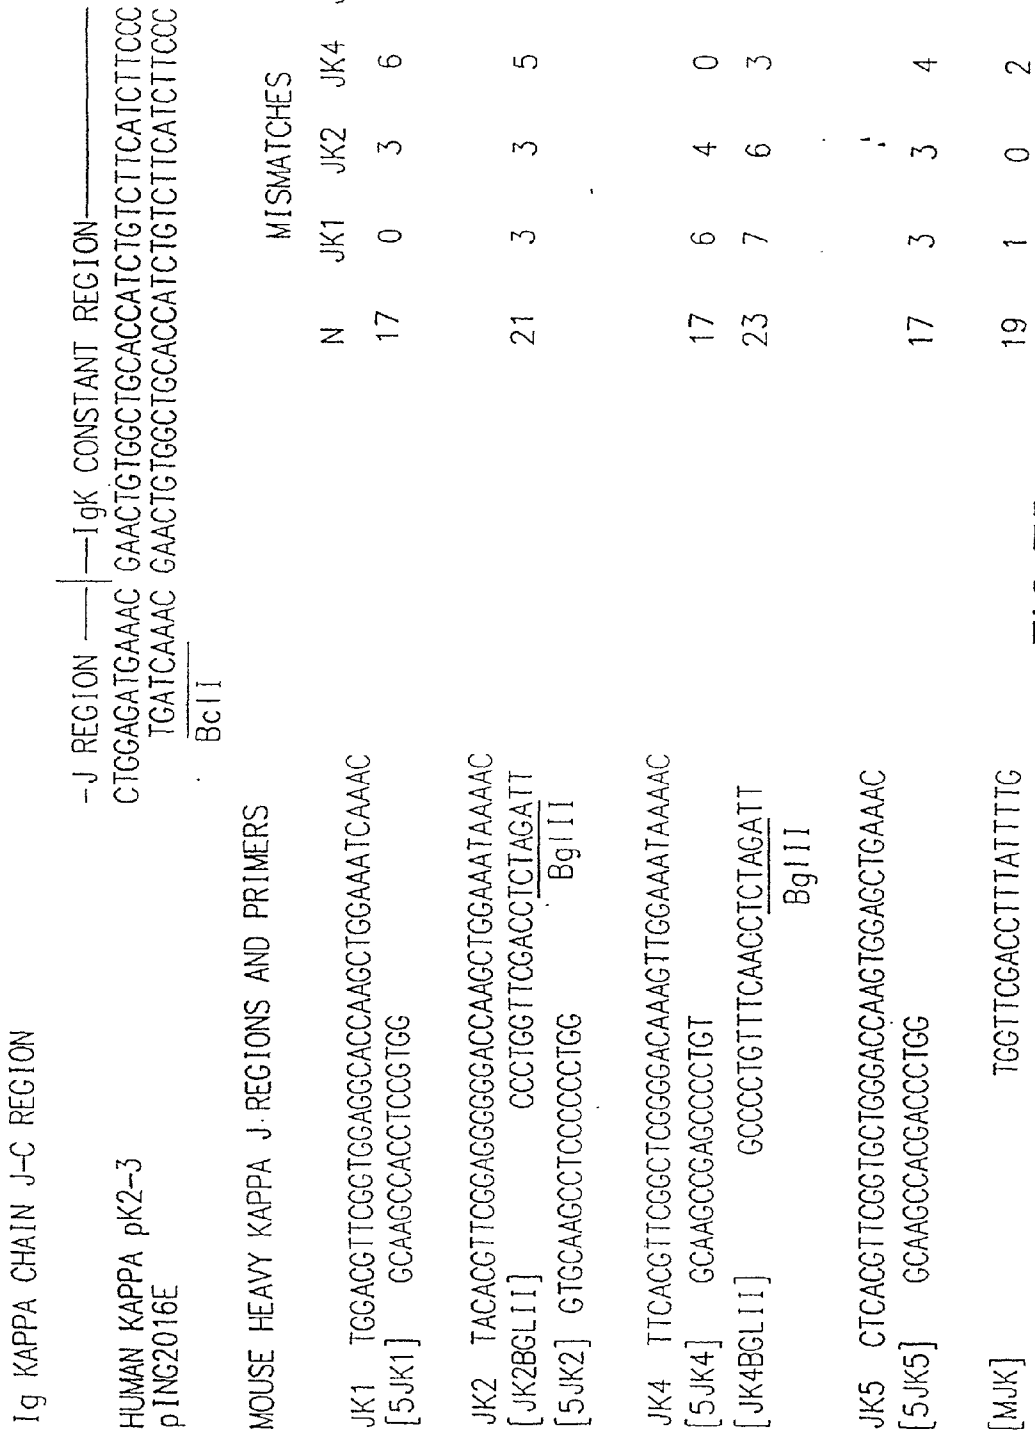 Ig KAPPA CHAIN J-C REGION
-J REGION ——|——IgK CONSTANT REGION——
HUMAN KAPPA pK2-3 CTGGAGATGAAAC GAACTGTGGCTGCACCATCTGTCTTCATCTTCCC
pING2016E TGATCAAAC GAACTGTGGCTGCACCATCTGTCTTCATCTTCCC
BclI
MOUSE HEAVY KAPPA J REGIONS AND PRIMERS
MISMATCHES
N JK1 JK2 JK4
JK1 TGGACGTTCGGTGGAGGCACCAAGCTGGAAATCAAAC
[5JK1] GCAAGCCACCTCCGTGG 17 0 3 6
JK2 TACACGTTCGGAGGGGGGACCAAGCTGGAAATAAAAC
[JK2BGLII] CCCTGGTTCGACCTCTAGATT 21 3 3 5
BglII
[5JK2] GTGCAAGCCTCCCCCCTGG
JK4 TTCACGTTCGGCTCGGGGACAAAGTTGGAAATAAAAC
[5JK4] GCAAGCCGAGCCCCTGT 17 6 4 0
[JK4BGLII] GCCCCTGTTTCAACCTCTAGATT 23 7 6 3
BglII
JK5 CTCACGTTCGGTGCTGGGACCAAGTGGAGCTGAAAC
[5JK5] GCAAGCCACGACCCTGG 17 3 3 4
[MJK] TGGTTCGACCTTTATTTTG 19 1 0 2